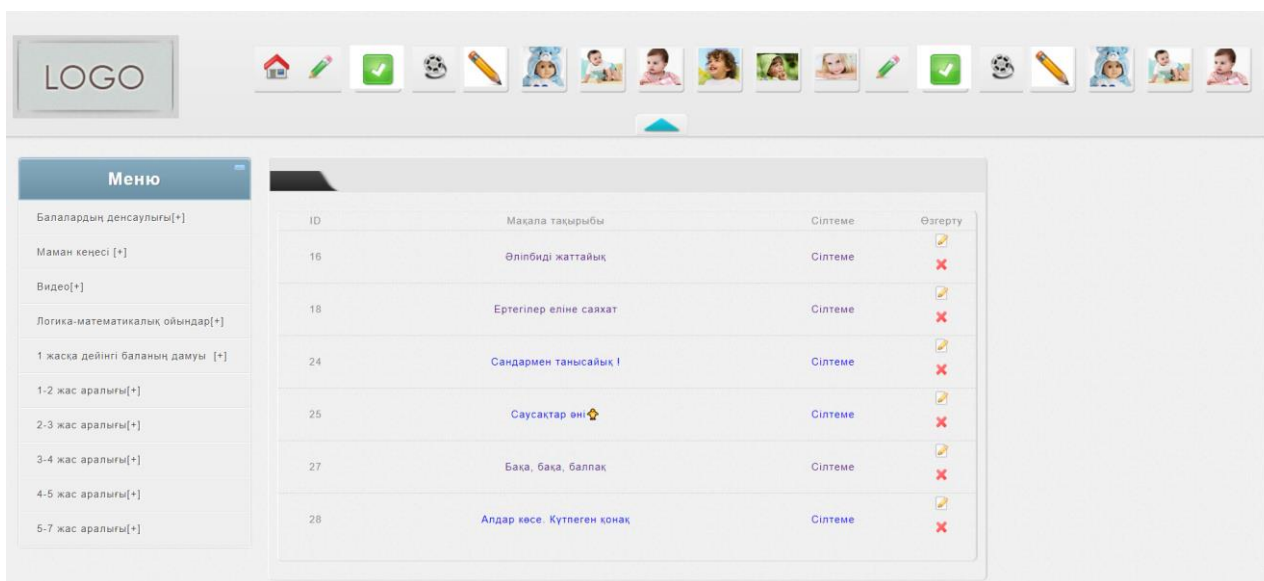 LOGO
Меню
Балалардың денсаулығы[+]
Маман кеңесі [+]
Видео[+]
Логика-математикалық ойындар[+]
1 жасқа дейінгі баланың дамуы [+]
1-2 жас аралығы[+]
2-3 жас аралығы[+]
3-4 жас аралығы[+]
4-5 жас аралығы[+]
5-7 жас аралығы[+]
ID Мақала тақырыбы Сілтеме Өзгерту
16 Әліпбиді жаттайық Сілтеме
18 Ертегілер еліне саяхат Сілтеме
24 Сандармен танысайық ! Сілтеме
25 Саусақтар әні Сілтеме
27 Бақа, бақа, балпақ Сілтеме
28 Алдар көсе. Күтпеген қонақ Сілтеме